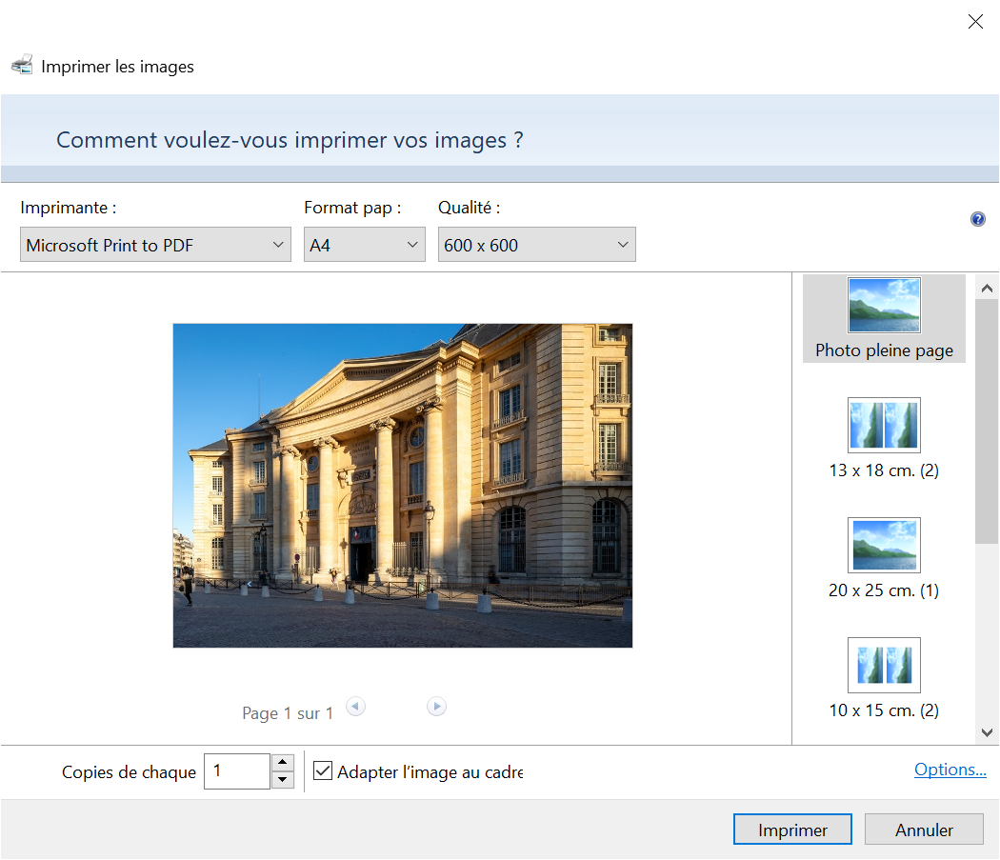 Imprimer les images
Comment voulez-vous imprimer vos images ?
Imprimante :
Format pap :
Qualité :
Microsoft Print to PDF
A4
600 x 600
Photo pleine page
13 x 18 cm. (2)
20 x 25 cm. (1)
10 x 15 cm. (2)
Page 1 sur 1
Copies de chaque
1
Adapter l'image au cadre
Options...
Imprimer
Annuler